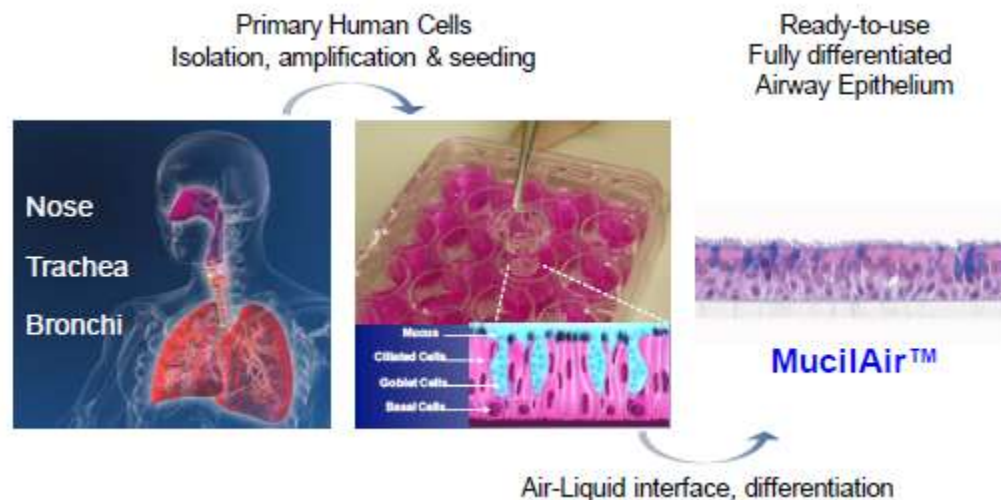 Primary Human Cells
Isolation, amplification & seeding
Ready-to-use
Fully differentiated
Airway Epithelium
Nose
Trachea
Bronchi
Mucus
Ciliated Cells
Goblet Cells
Basal Cells
MucilAir™
Air-Liquid interface, differentiation